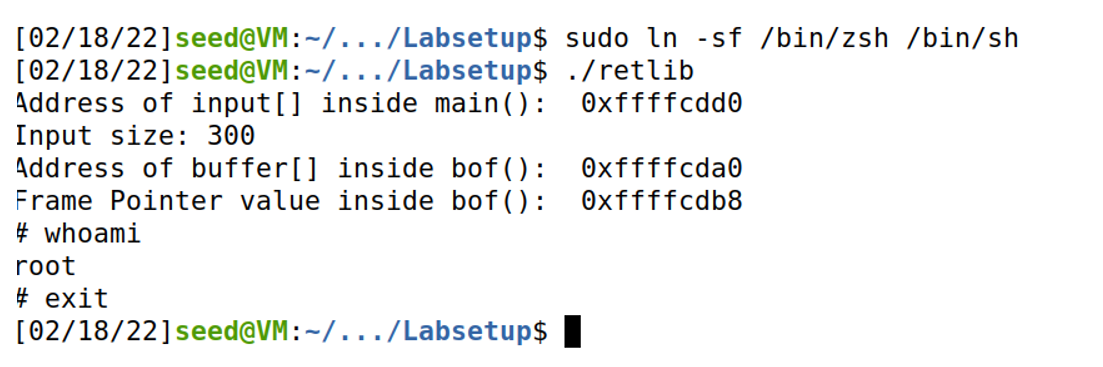 [02/18/22]seed@VM:~/.../Labsetup$ sudo ln -sf /bin/zsh /bin/sh
[02/18/22]seed@VM:~/.../Labsetup$ ./retlib
Address of input[] inside main():  0xffffcdd0
Input size: 300
Address of buffer[] inside bof():  0xffffcda0
Frame Pointer value inside bof():  0xffffcdb8
# whoami
root
# exit
[02/18/22]seed@VM:~/.../Labsetup$